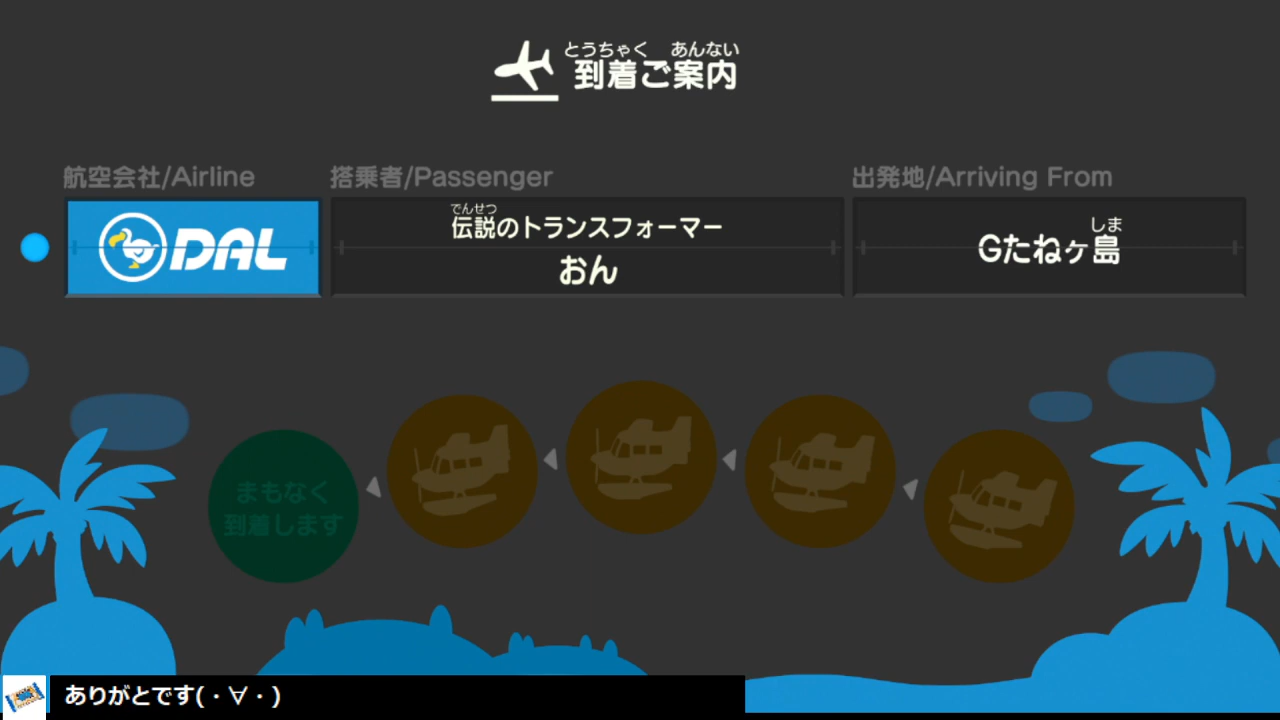 とうちゃく あんない
到着ご案内
航空会社/Airline
搭乗者/Passenger
出発地/Arriving From
DAL
でんせつ
伝説のトランスフォーマー
おん
しま
Gたねヶ島
まもなく
到着します
ありがとです(・∀・)